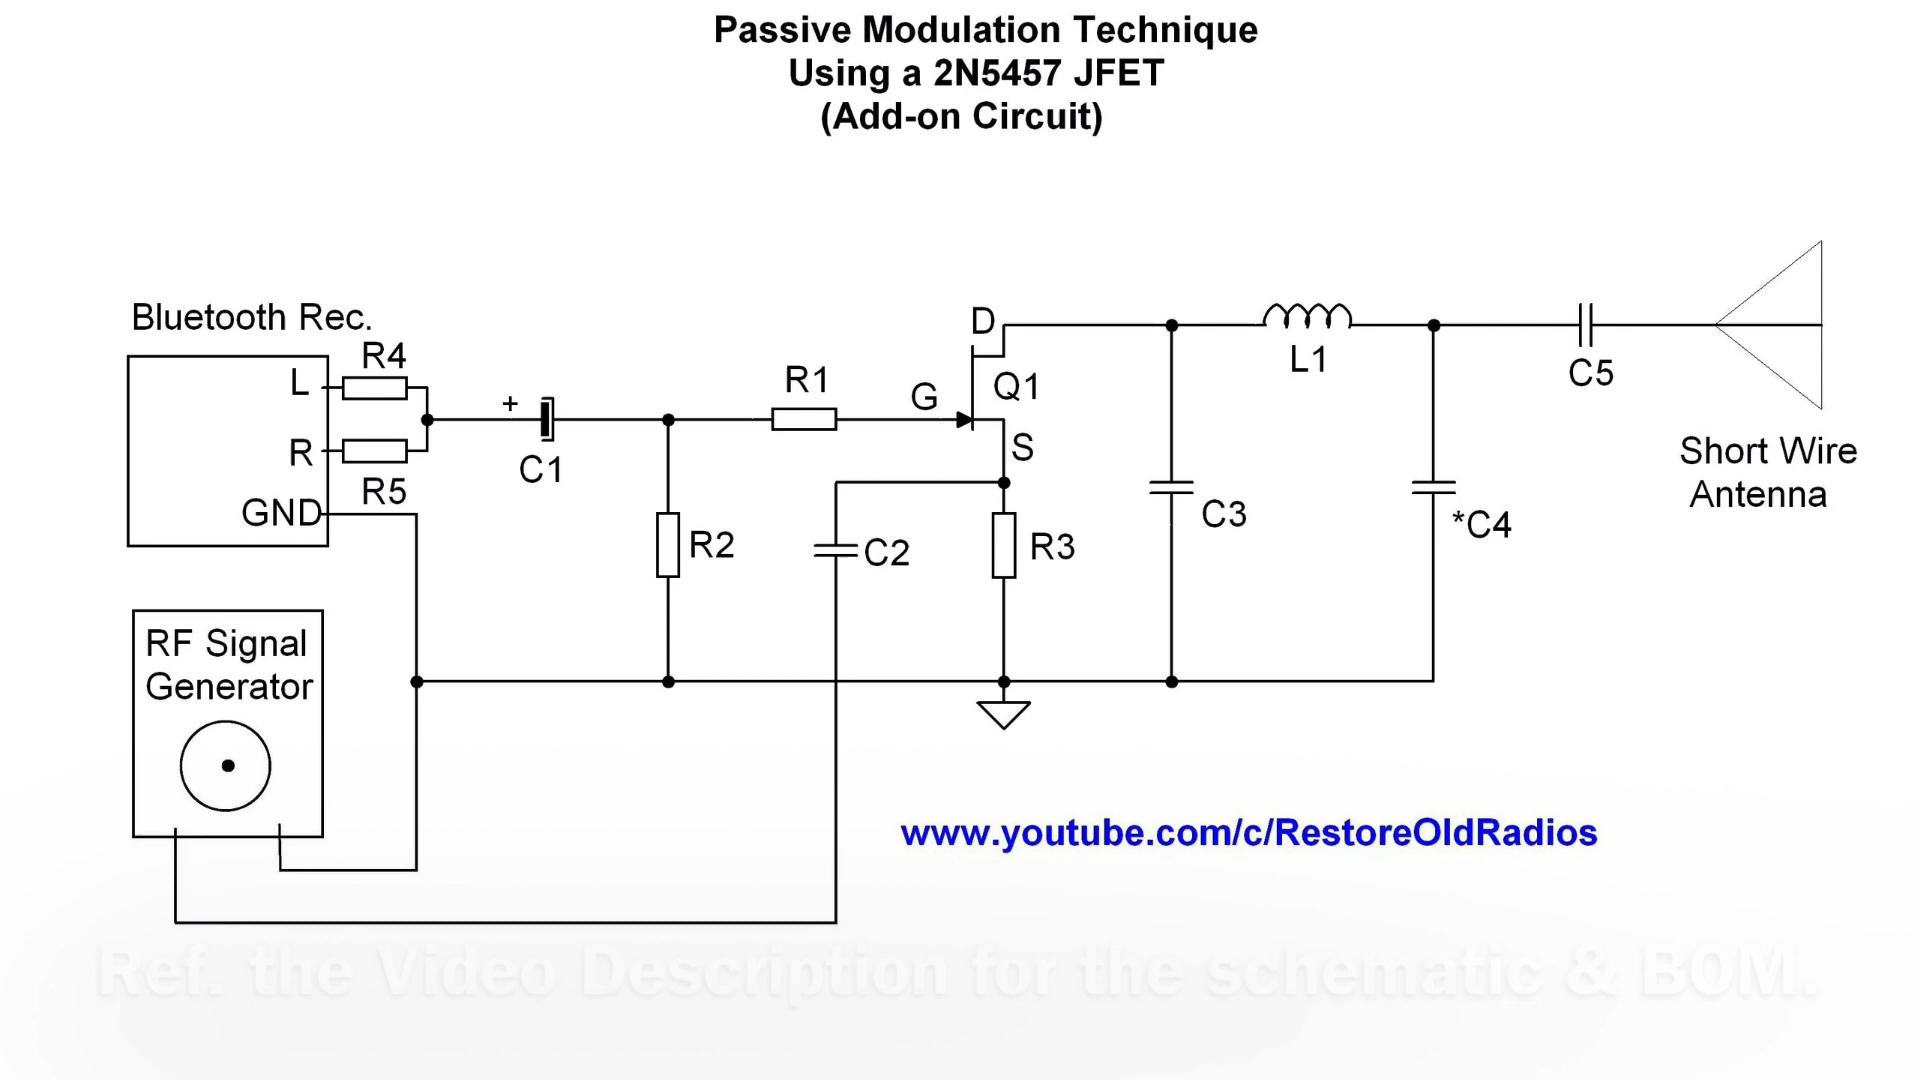 Passive Modulation Technique
Using a 2N5457 JFET
(Add-on Circuit)
Bluetooth Rec.
R4
L
R
R5
GND
+
C1
R1
G
D
Q1
S
R2
C2
R3
C3
L1
*C4
C5
Short Wire
Antenna
RF Signal
Generator
www.youtube.com/c/RestoreOldRadios
Ref. the Video Description for the schematic & BOM.